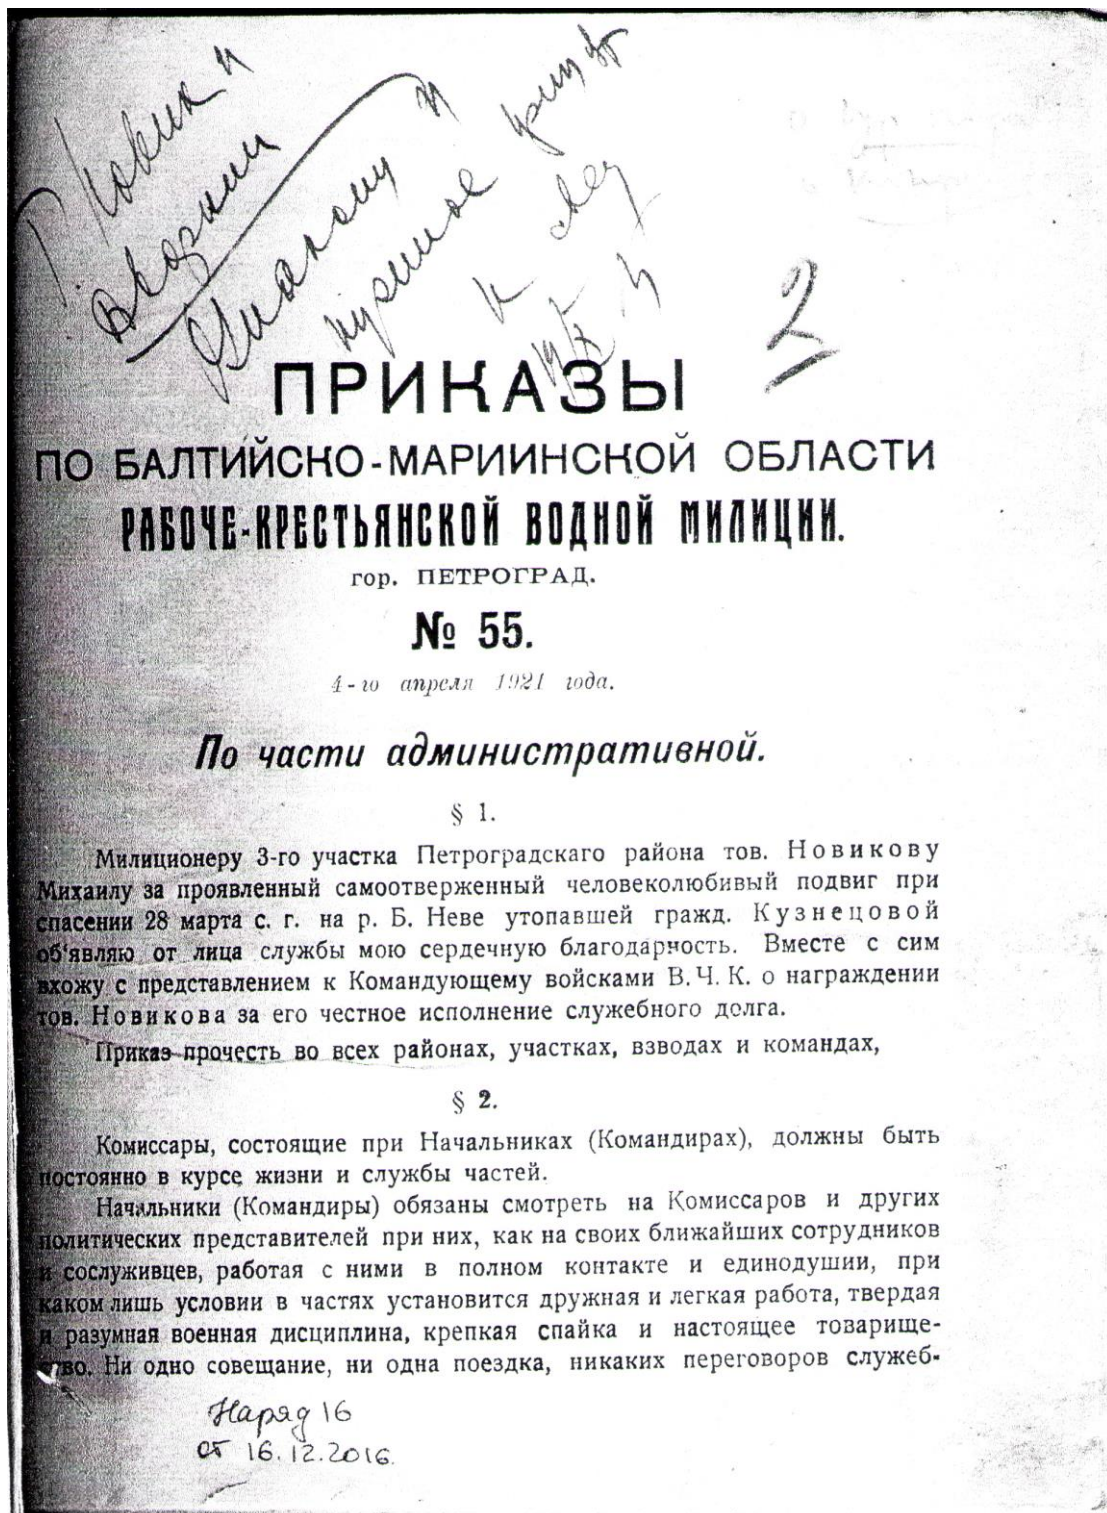 2
ПРИКАЗЫ
ПО БАЛТИЙСКО-МАРИИНСКОЙ ОБЛАСТИ
РАБОЧЕ-КРЕСТЬЯНСКОЙ ВОДНОЙ МИЛИЦИИ.
гор. ПЕТРОГРАД.
№ 55.
4-го апреля 1921 года.
По части административной.
§ 1.
Милиционеру 3-го участка Петроградскаго района тов. Новикову
Михаилу за проявленный самоотверженный человеколюбивый подвиг при
спасении 28 марта с. г. на р. Б. Неве утопавшей гражд. Кузнецовой
об'являю от лица службы мою сердечную благодарность. Вместе с сим
вхожу с представлением к Командующему войсками В. Ч. К. о награждении
тов. Новикова за его честное исполнение служебного долга.
Приказ прочесть во всех районах, участках, взводах и командах,
§ 2.
Комиссары, состоящие при Начальниках (Командирах), должны быть
постоянно в курсе жизни и службы частей.
Начальники (Командиры) обязаны смотреть на Комиссаров и других
политических представителей при них, как на своих ближайших сотрудников
и сослуживцев, работая с ними в полном контакте и единодушии, при
каком лишь условии в частях установится дружная и легкая работа, твердая
и разумная военная дисциплина, крепкая спайка и настоящее товарище-
ство. Ни одно совещание, ни одна поездка, никаких переговоров служеб-
Наряд 16
от 16.12.2016.